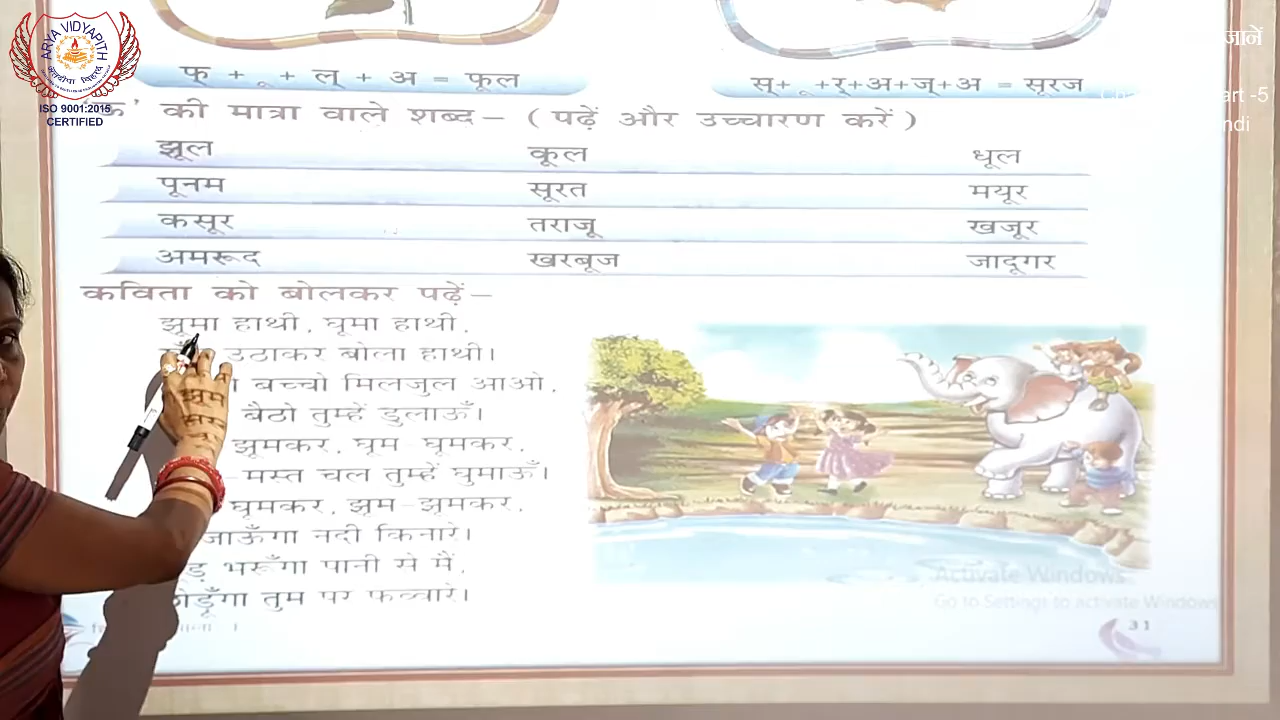 ARYA VIDYAPITH
ISO 9001:2015
CERTIFIED
जानें
art -5
फ् + ू + ल् + अ = फूल
स्+ ू +र्+अ+ज्+अ = सूरज
'ऊ' की मात्रा वाले शब्द– ( पढ़ें और उच्चारण करें )
झूल कूल धूल
पूनम सूरत मयूर
कसूर तराजू खजूर
अमरूद खरबूज जादूगर
कविता को बोलकर पढ़ें–
झूमा हाथी, घूमा हाथी,
उठाकर बोला हाथी।
बच्चो मिलजुल आओ,
बैठो तुम्हें डुलाऊँ।
झूमकर, घूम-घूमकर,
-मस्त चल तुम्हें घुमाऊँ।
घूमकर, झूम-झूमकर,
जाऊँगा नदी किनारे।
भरूँगा पानी से मैं,
तुम पर फव्वारे।
Activate Windows
Go to Settings to activate Windows
31